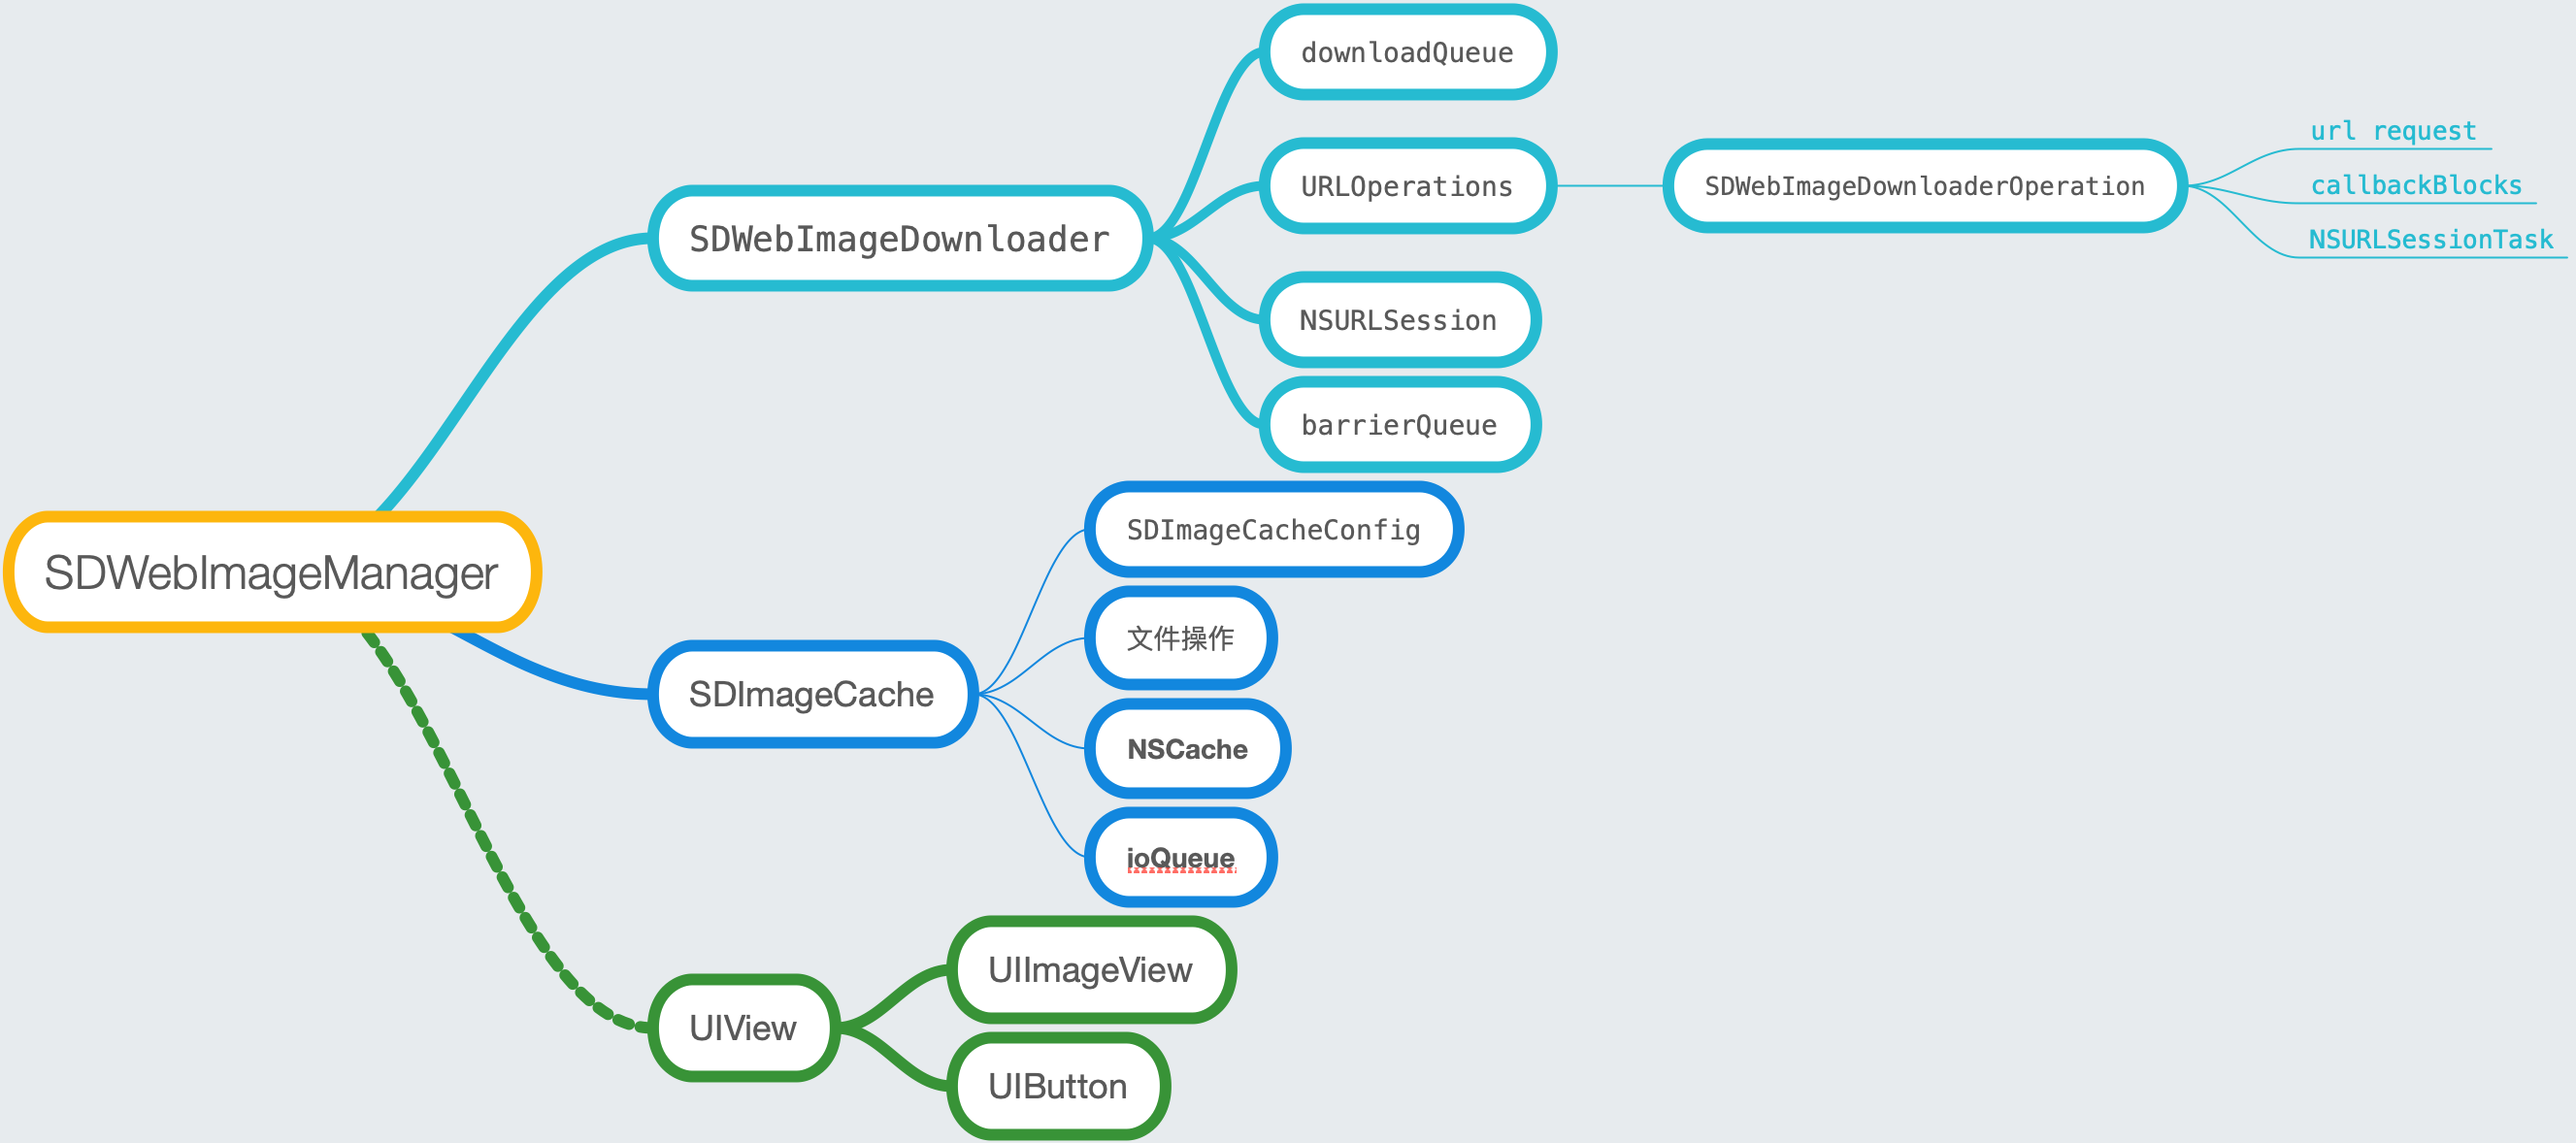 SDWebImageManager
SDWebImageDownloader
downloadQueue
URLOperations
SDWebImageDownloaderOperation
url request
callbackBlocks
NSURLSessionTask
NSURLSession
barrierQueue
SDImageCache
SDImageCacheConfig
文件操作
NSCache
ioQueue
UIView
UIImageView
UIButton